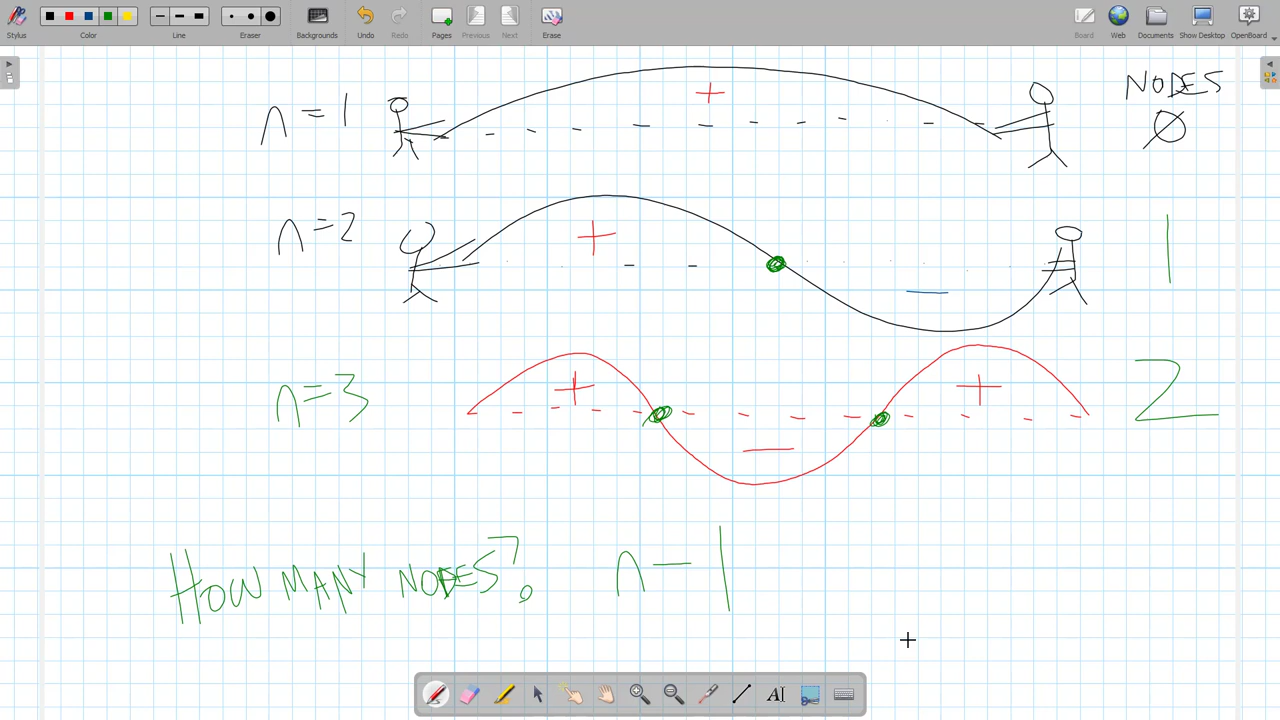 Stylus Color Line Eraser Backgrounds Undo Redo Pages Previous Next Erase Board Web Documents Show Desktop OpenBoard
NODES
n=1 + Ø
n=2 + − 1
n=3 + − + 2
HOW MANY NODES? n−1